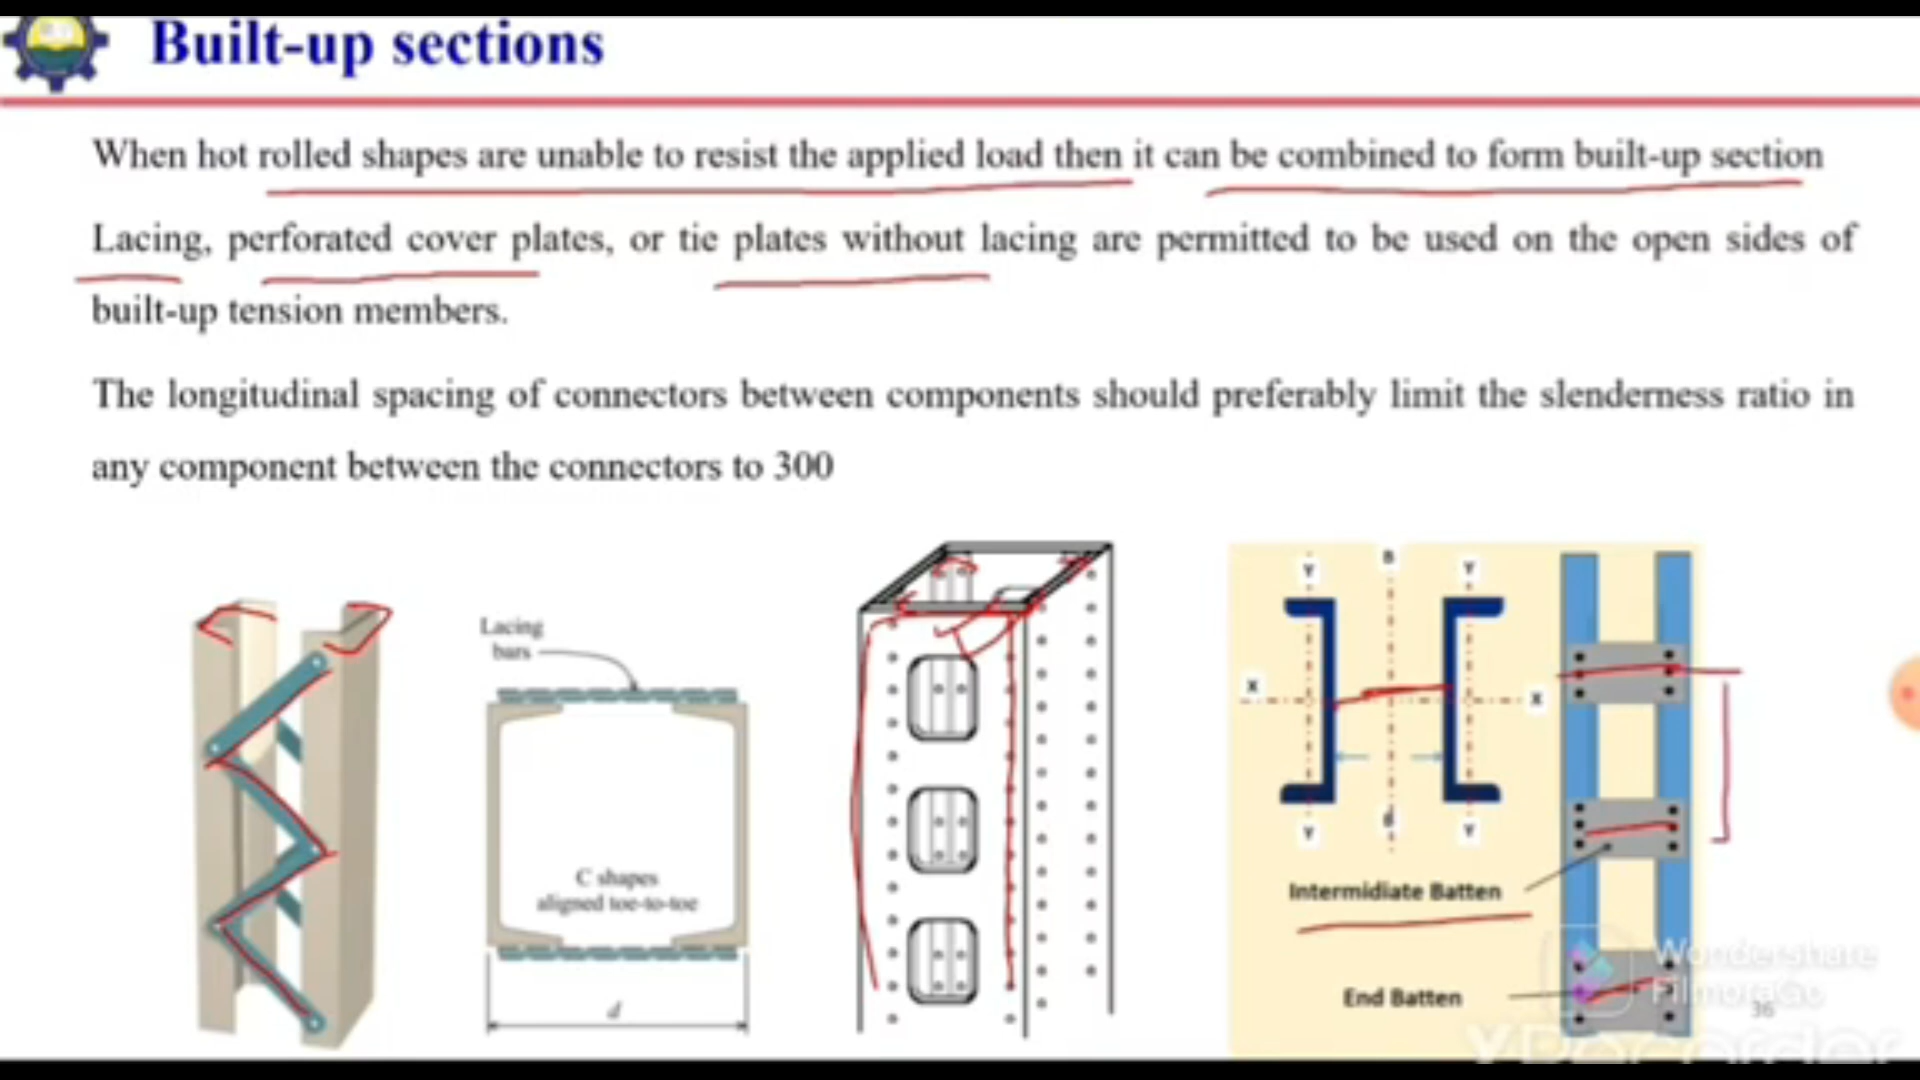 Built-up sections
When hot rolled shapes are unable to resist the applied load then it can be combined to form built-up section
Lacing, perforated cover plates, or tie plates without lacing are permitted to be used on the open sides of
built-up tension members.
The longitudinal spacing of connectors between components should preferably limit the slenderness ratio in
any component between the connectors to 300
Lacing
bars
C shapes
aligned toe-to-toe
d
Y
B
Y
X
X
Y
B
Y
Intermidiate Batten
End Batten
Wondershare
FilmoraGo
36
XRecorder